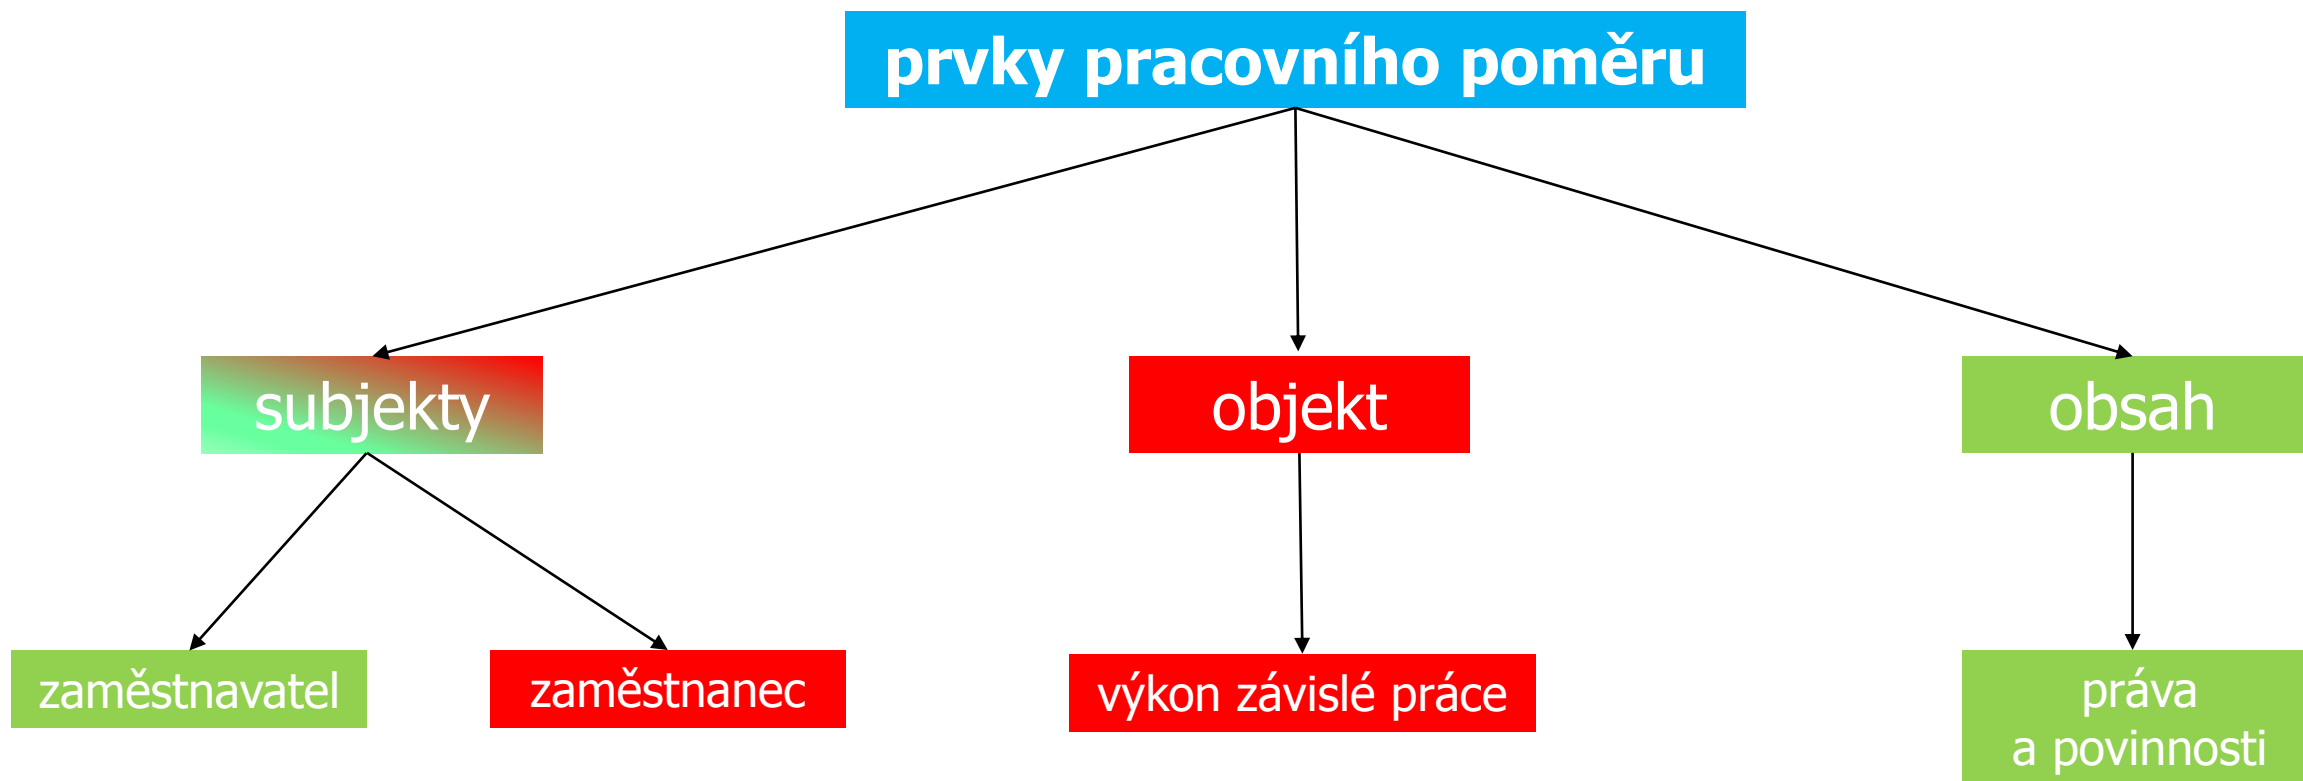 prvky pracovního poměru
subjekty
objekt
obsah
zaměstnavatel
zaměstnanec
výkon závislé práce
práva
a povinnosti